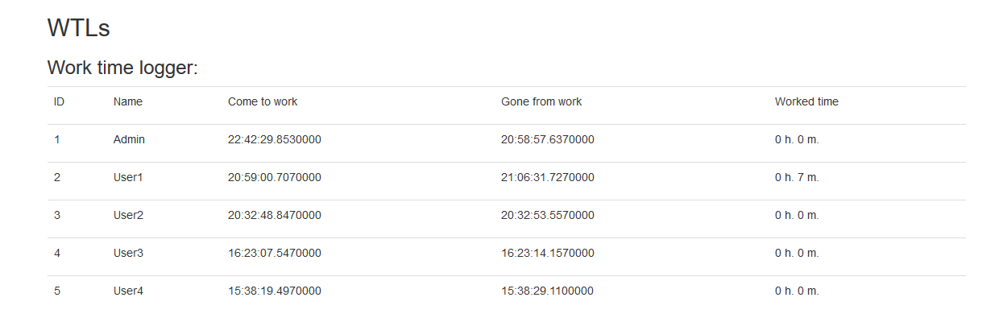 WTLs
Work time logger:
ID Name Come to work Gone from work Worked time
1 Admin 22:42:29.8530000 20:58:57.6370000 0 h. 0 m.
2 User1 20:59:00.7070000 21:06:31.7270000 0 h. 7 m.
3 User2 20:32:48.8470000 20:32:53.5570000 0 h. 0 m.
4 User3 16:23:07.5470000 16:23:14.1570000 0 h. 0 m.
5 User4 15:38:19.4970000 15:38:29.1100000 0 h. 0 m.